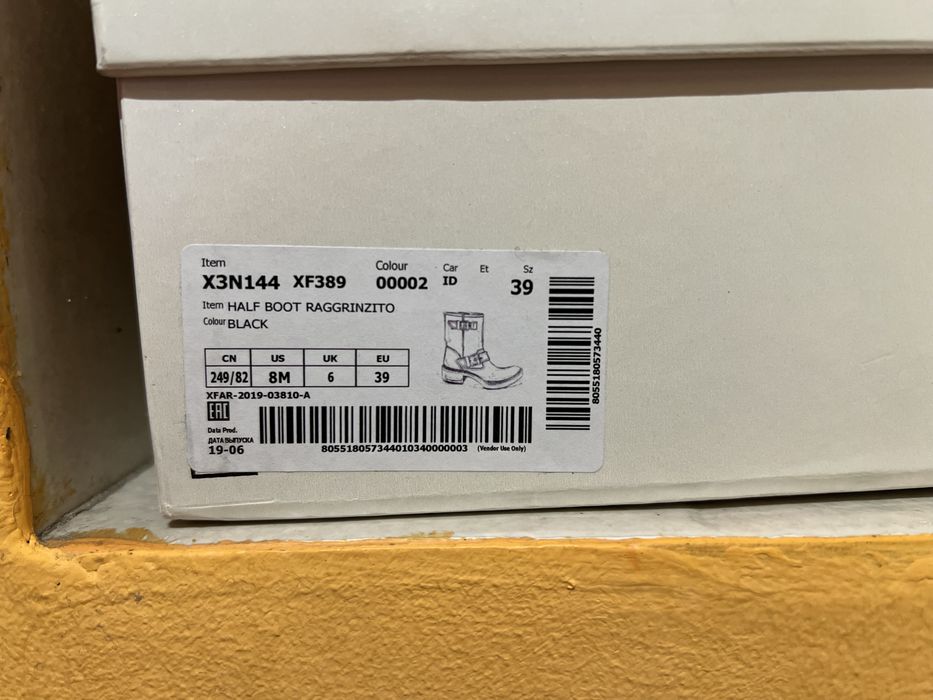 Item Colour Car Et Sz
X3N144 XF389 00002 ID 39
Item HALF BOOT RAGGRINZITO
Colour BLACK
CN US UK EU
249/82 8M 6 39
XFAR-2019-03810-A
EAC
Data Prod.
ДАТА ВЫПУСКА
19-06
805518057344010340000003 (Vendor Use Only)
8055180573440